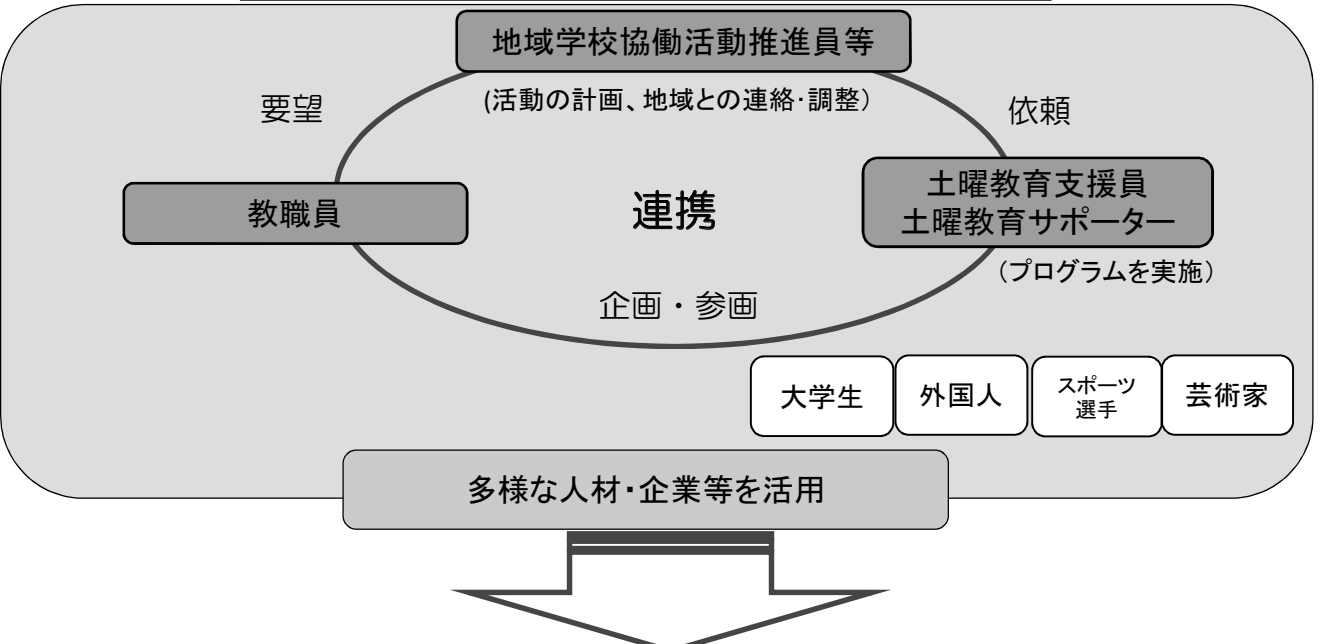 地域学校協働活動推進員等
(活動の計画、地域との連絡・調整）
要望
依頼
教職員
連携
土曜教育支援員
土曜教育サポーター
（プログラムを実施）
企画・参画
大学生
外国人
スポーツ
選手
芸術家
多様な人材・企業等を活用